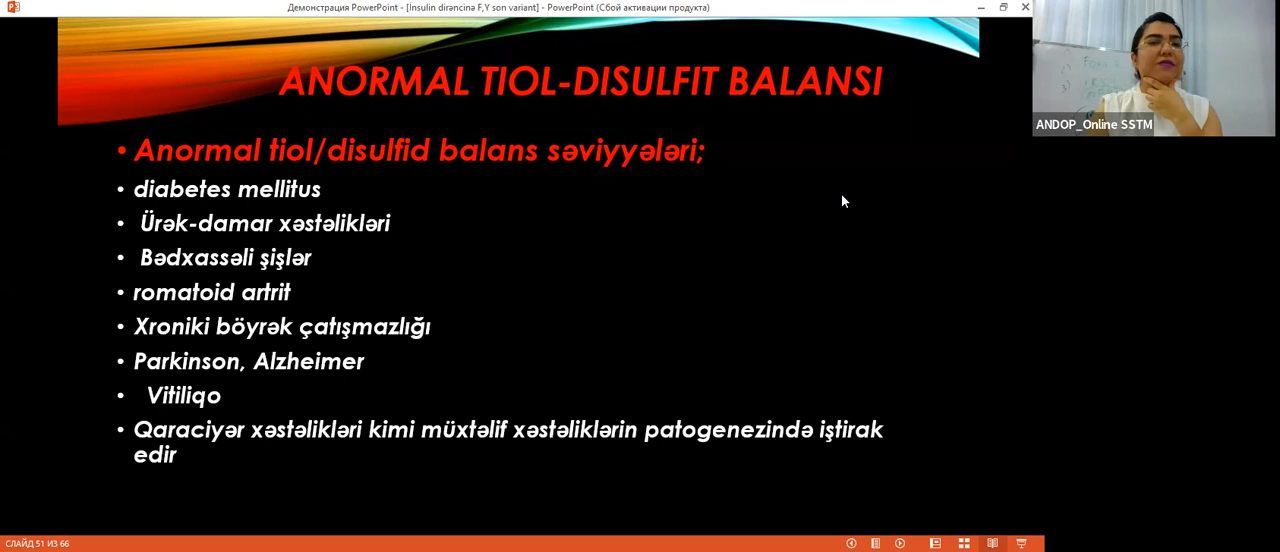 Демонстрация PowerPoint - [İnsulin dirəncinə F,Y son variant] - PowerPoint (Сбой активации продукта)
ANORMAL TIOL-DISULFIT BALANSI
• Anormal tiol/disulfid balans səviyyələri;
• diabetes mellitus
• Ürək-damar xəstəlikləri
• Bədxassəli şişlər
• romatoid artrit
• Xroniki böyrək çatışmazlığı
• Parkinson, Alzheimer
• Vitiliqo
• Qaraciyər xəstəlikləri kimi müxtəlif xəstəliklərin patogenezində iştirak
edir
ANDOP_Online SSTM
СЛАЙД 51 ИЗ 66